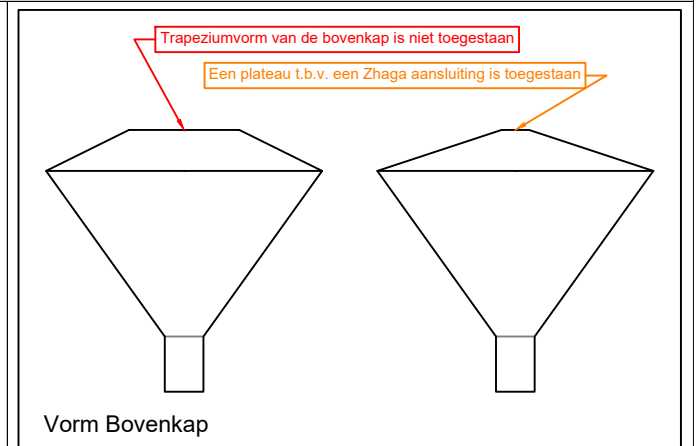 Trapeziumvorm van de bovenkap is niet toegestaan
Een plateau t.b.v. een Zhaga aansluiting is toegestaan
Vorm Bovenkap